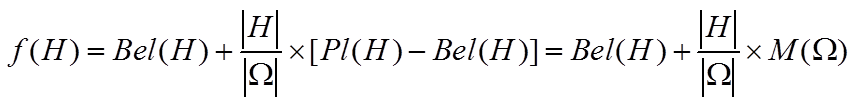 f(H) = Bel(H) + |H|/|Ω| × [Pl(H) − Bel(H)] = Bel(H) + |H|/|Ω| × M(Ω)